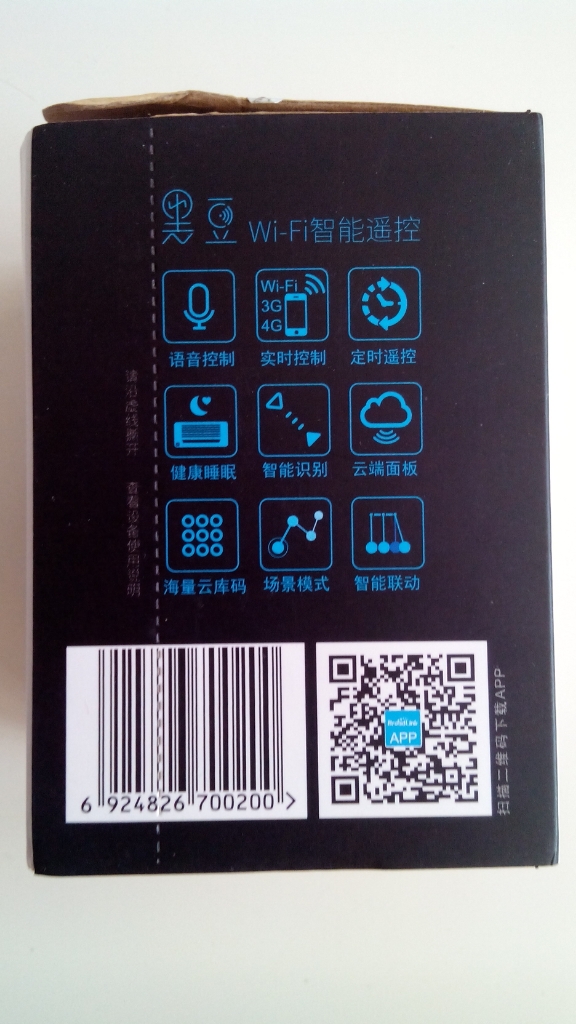 黑豆 Wi-Fi智能遥控
Wi-Fi
3G
4G
语音控制 实时控制 定时遥控
健康睡眠 智能识别 云端面板
海量云库码 场景模式 智能联动
请沿虚线撕开 查看设备使用说明
6 924826 700200 >
BroadLink
APP
扫描二维码下载APP